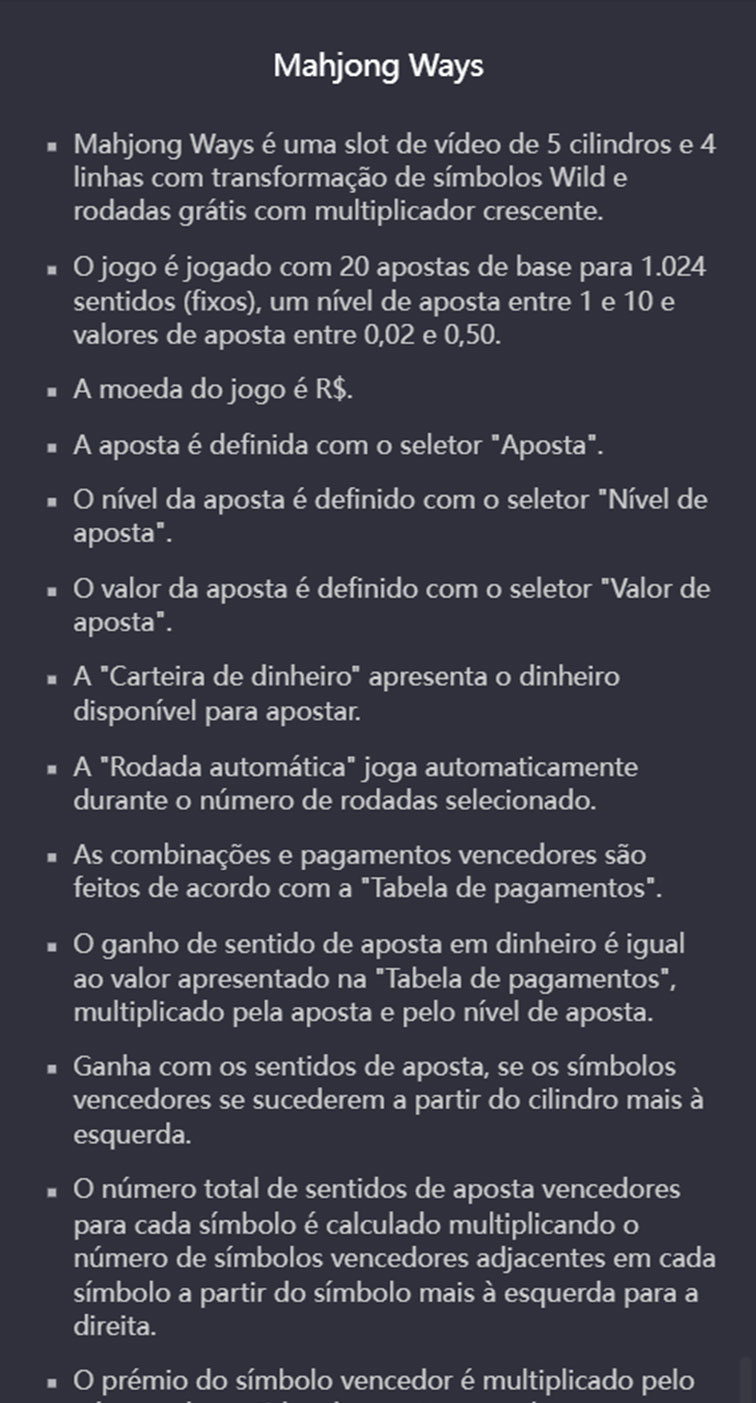 Mahjong Ways
▪ Mahjong Ways é uma slot de vídeo de 5 cilindros e 4
linhas com transformação de símbolos Wild e
rodadas grátis com multiplicador crescente.
▪ O jogo é jogado com 20 apostas de base para 1.024
sentidos (fixos), um nível de aposta entre 1 e 10 e
valores de aposta entre 0,02 e 0,50.
▪ A moeda do jogo é R$.
▪ A aposta é definida com o seletor "Aposta".
▪ O nível da aposta é definido com o seletor "Nível de
aposta".
▪ O valor da aposta é definido com o seletor "Valor de
aposta".
▪ A "Carteira de dinheiro" apresenta o dinheiro
disponível para apostar.
▪ A "Rodada automática" joga automaticamente
durante o número de rodadas selecionado.
▪ As combinações e pagamentos vencedores são
feitos de acordo com a "Tabela de pagamentos".
▪ O ganho de sentido de aposta em dinheiro é igual
ao valor apresentado na "Tabela de pagamentos",
multiplicado pela aposta e pelo nível de aposta.
▪ Ganha com os sentidos de aposta, se os símbolos
vencedores se sucederem a partir do cilindro mais à
esquerda.
▪ O número total de sentidos de aposta vencedores
para cada símbolo é calculado multiplicando o
número de símbolos vencedores adjacentes em cada
símbolo a partir do símbolo mais à esquerda para a
direita.
▪ O prémio do símbolo vencedor é multiplicado pelo